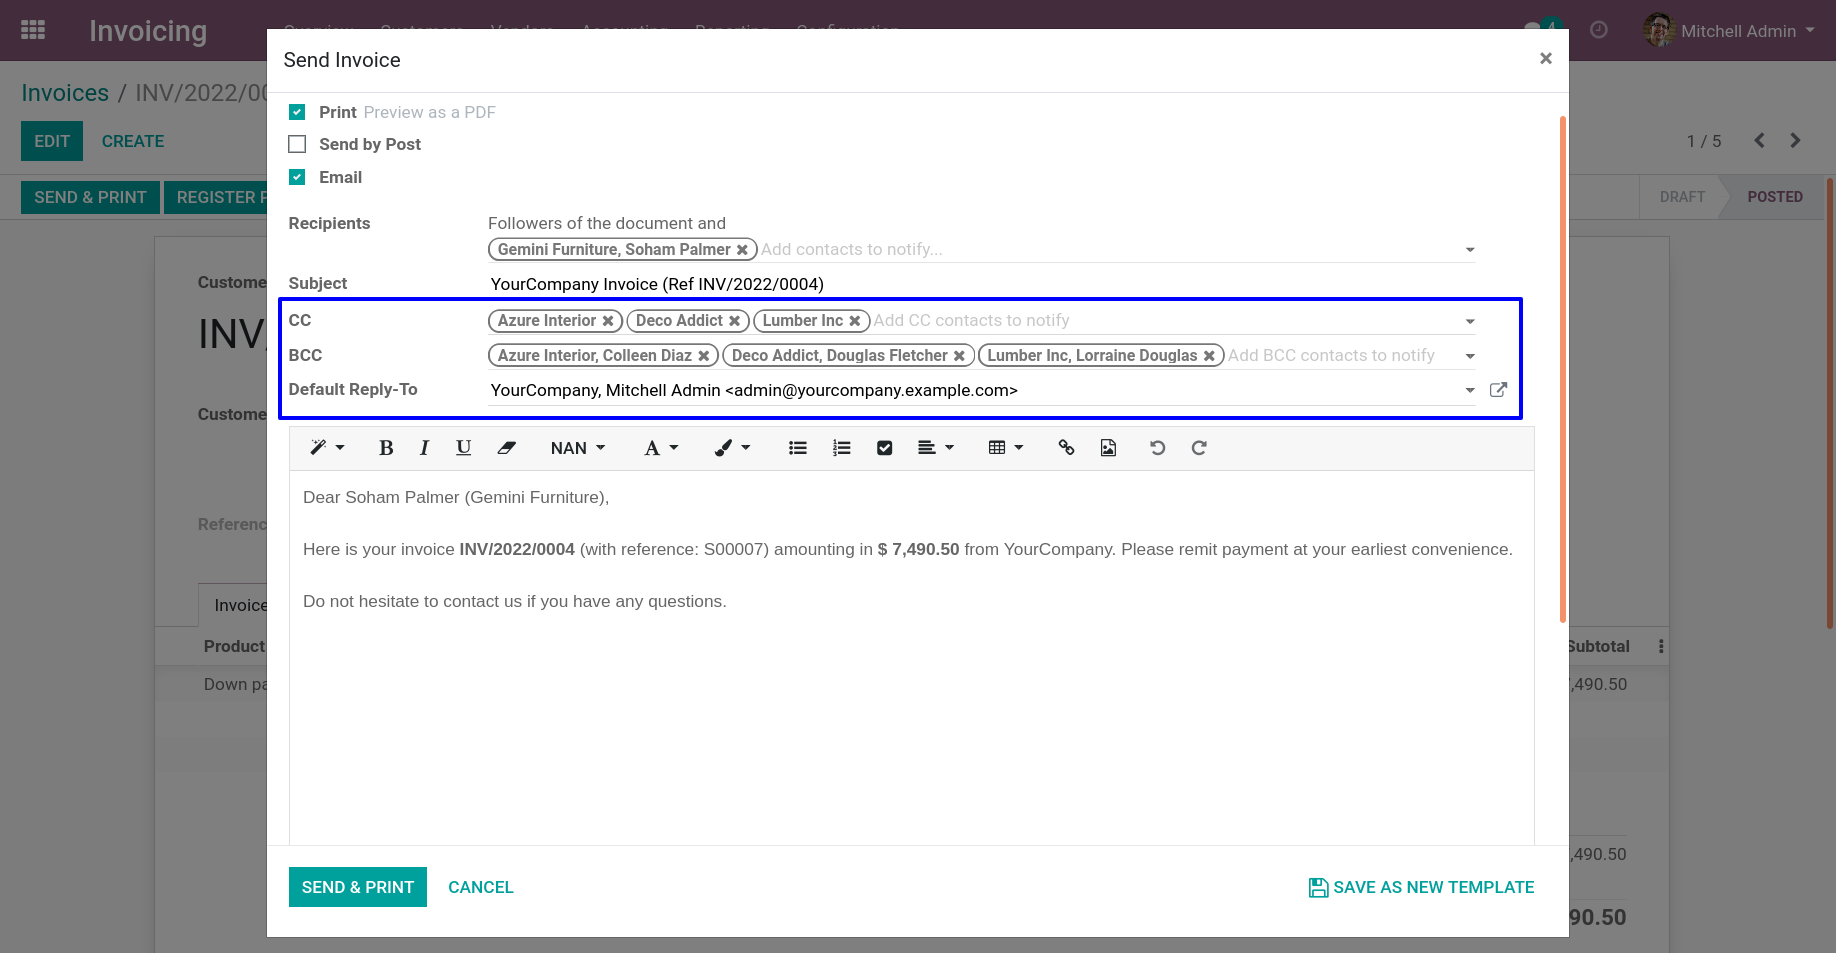 Invoicing
4
Mitchell Admin
Send Invoice
Invoices / INV/2022/00
Print Preview as a PDF
EDIT CREATE
Send by Post
1 / 5
Email
SEND & PRINT REGISTER P
DRAFT POSTED
Recipients Followers of the document and
Gemini Furniture, Soham Palmer Add contacts to notify...
Custome
Subject YourCompany Invoice (Ref INV/2022/0004)
INV/
CC Azure Interior Deco Addict Lumber Inc Add CC contacts to notify
BCC Azure Interior, Colleen Diaz Deco Addict, Douglas Fletcher Lumber Inc, Lorraine Douglas Add BCC contacts to notify
Default Reply-To YourCompany, Mitchell Admin <admin@yourcompany.example.com>
Custome
B I U NAN A
Dear Soham Palmer (Gemini Furniture),
Referenc
Here is your invoice INV/2022/0004 (with reference: S00007) amounting in $ 7,490.50 from YourCompany. Please remit payment at your earliest convenience.
Do not hesitate to contact us if you have any questions.
Invoice
Product Subtotal
Down pa ,490.50
,490.50
SEND & PRINT CANCEL SAVE AS NEW TEMPLATE
90.50